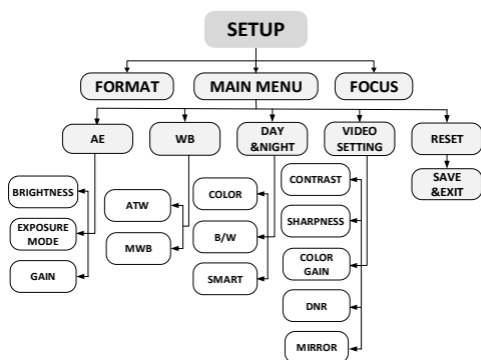 SETUP
FORMAT
MAIN MENU
FOCUS
AE
WB
DAY
&NIGHT
VIDEO
SETTING
RESET
SAVE
&EXIT
BRIGHTNESS
EXPOSURE
MODE
GAIN
ATW
MWB
COLOR
B/W
SMART
CONTRAST
SHARPNESS
COLOR
GAIN
DNR
MIRROR